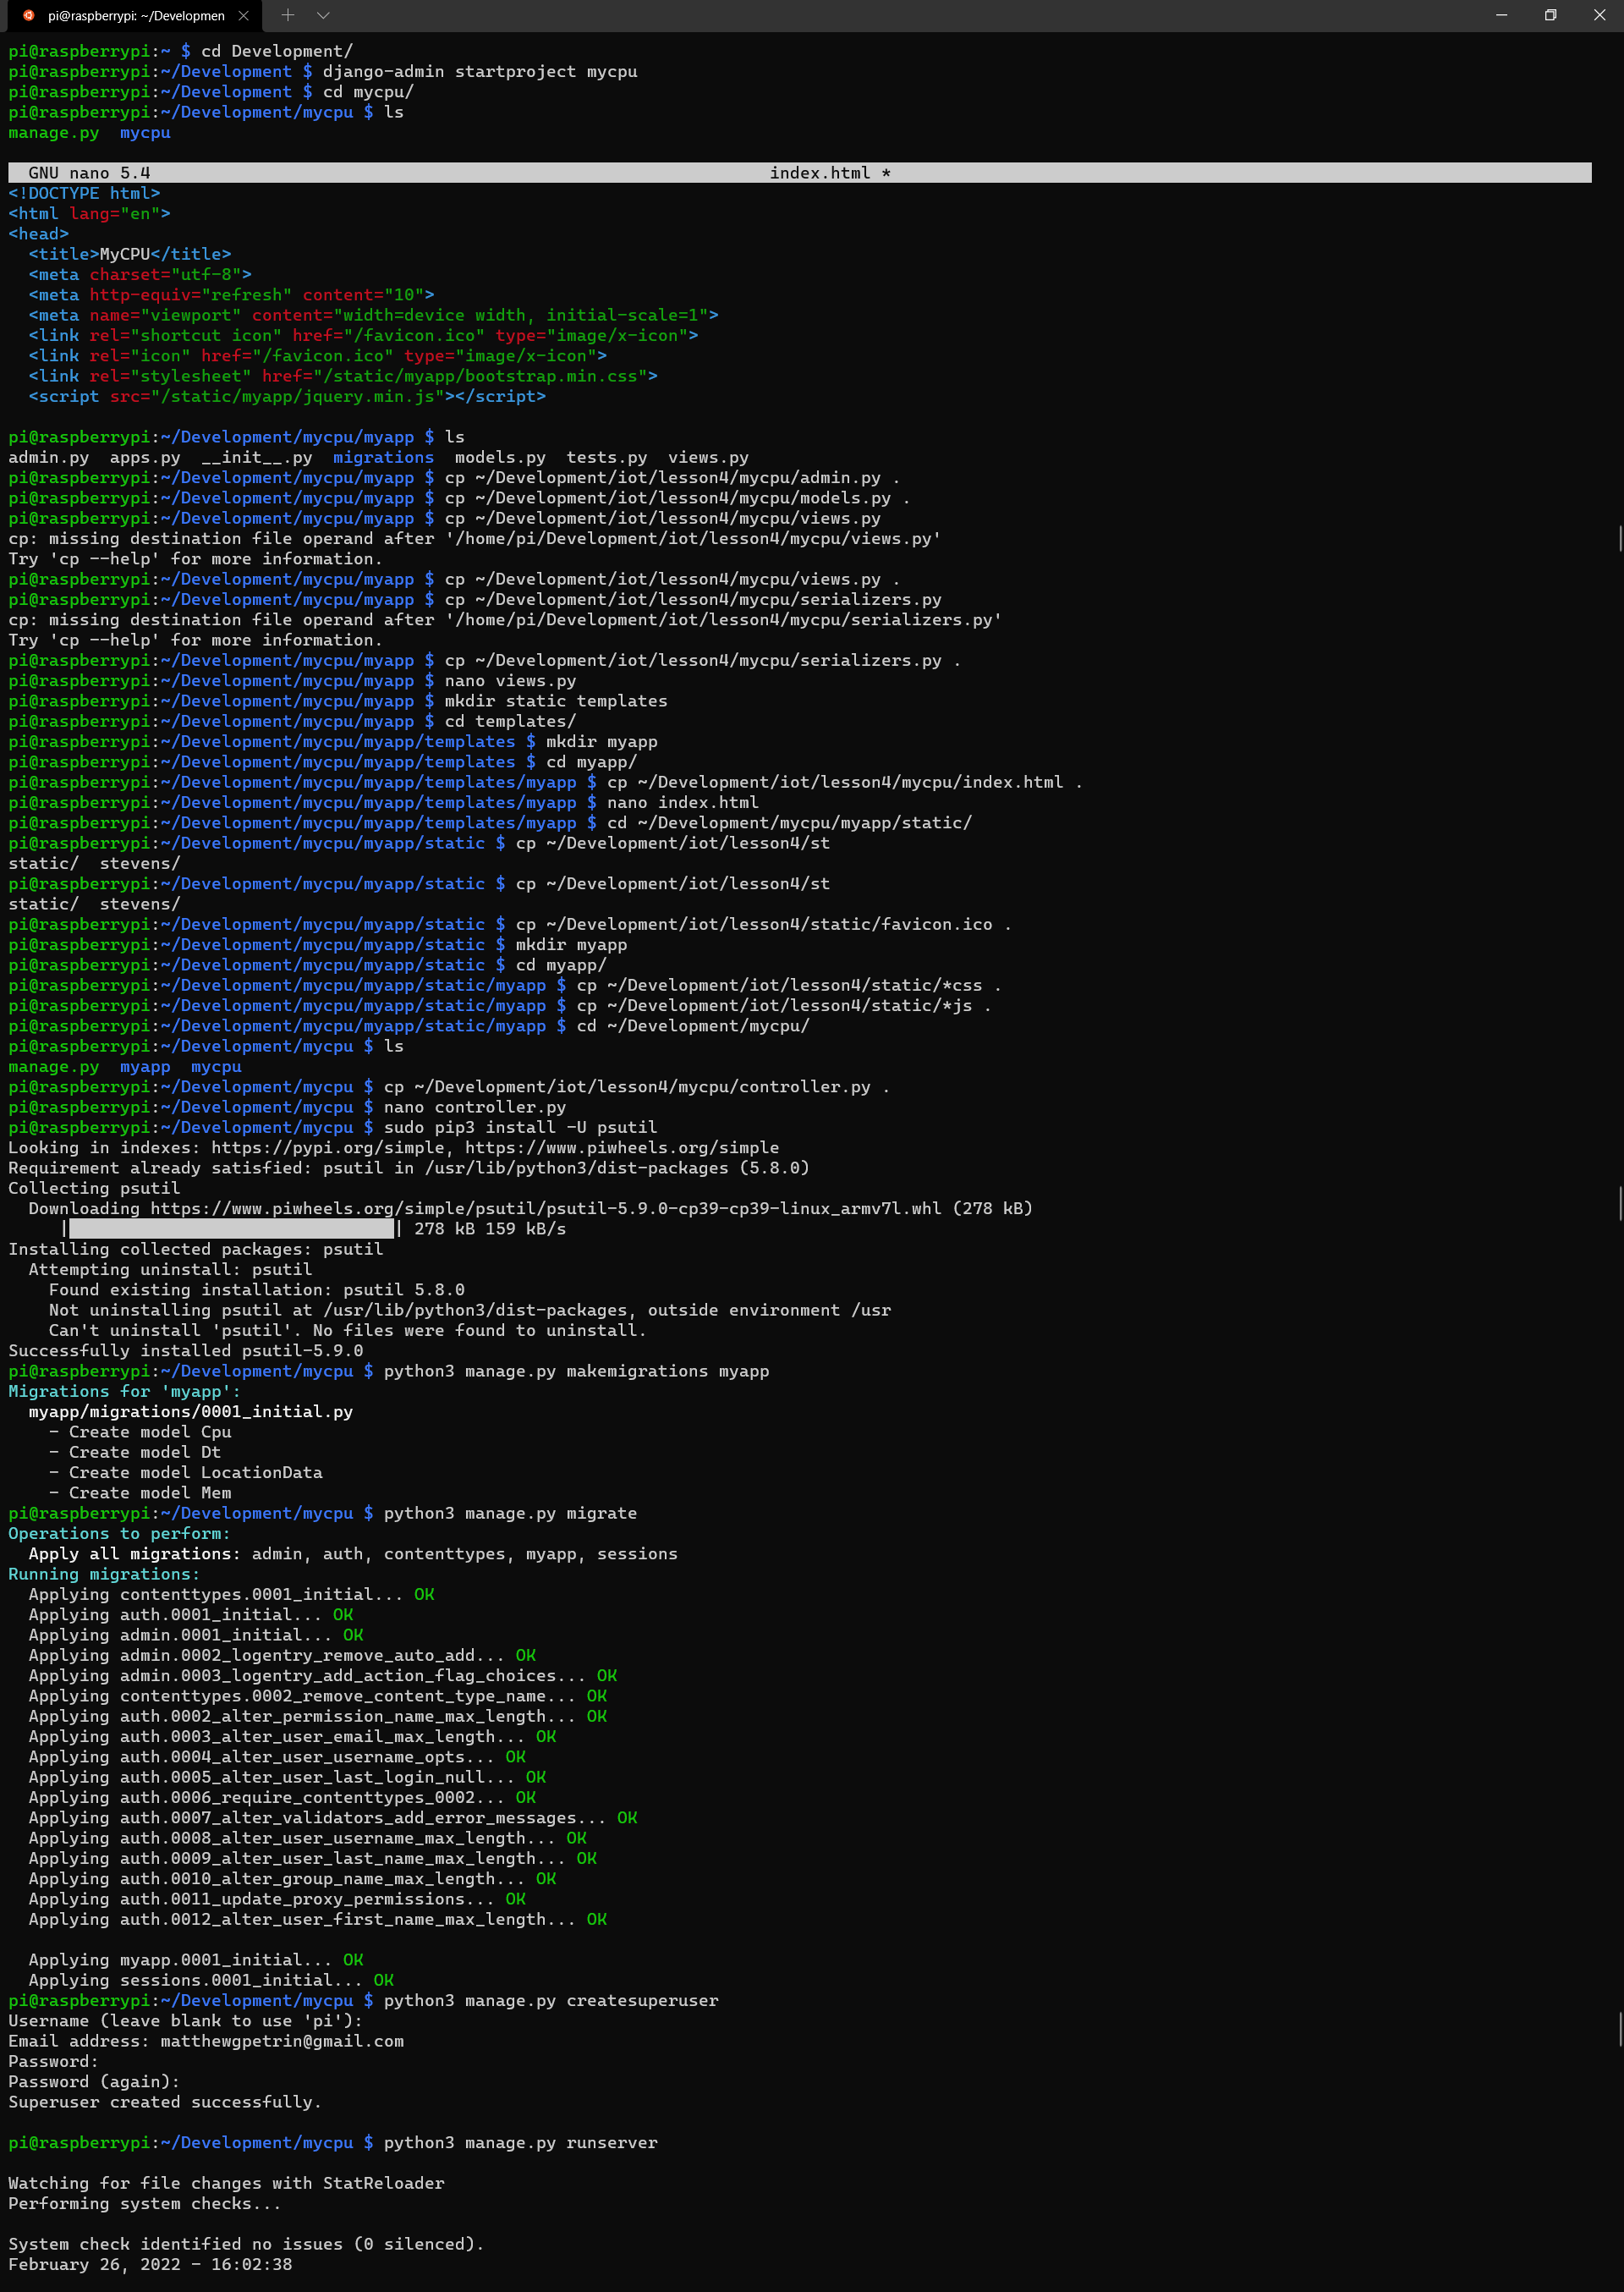 pi@raspberrypi: ~/Developmen
pi@raspberrypi:~ $ cd Development/
pi@raspberrypi:~/Development $ django-admin startproject mycpu
pi@raspberrypi:~/Development $ cd mycpu/
pi@raspberrypi:~/Development/mycpu $ ls
manage.py  mycpu
GNU nano 5.4  index.html *
<!DOCTYPE html>
<html lang="en">
<head>
  <title>MyCPU</title>
  <meta charset="utf-8">
  <meta http-equiv="refresh" content="10">
  <meta name="viewport" content="width=device width, initial-scale=1">
  <link rel="shortcut icon" href="/favicon.ico" type="image/x-icon">
  <link rel="icon" href="/favicon.ico" type="image/x-icon">
  <link rel="stylesheet" href="/static/myapp/bootstrap.min.css">
  <script src="/static/myapp/jquery.min.js"></script>
pi@raspberrypi:~/Development/mycpu/myapp $ ls
admin.py  apps.py  __init__.py  migrations  models.py  tests.py  views.py
pi@raspberrypi:~/Development/mycpu/myapp $ cp ~/Development/iot/lesson4/mycpu/admin.py .
pi@raspberrypi:~/Development/mycpu/myapp $ cp ~/Development/iot/lesson4/mycpu/models.py .
pi@raspberrypi:~/Development/mycpu/myapp $ cp ~/Development/iot/lesson4/mycpu/views.py
cp: missing destination file operand after '/home/pi/Development/iot/lesson4/mycpu/views.py'
Try 'cp --help' for more information.
pi@raspberrypi:~/Development/mycpu/myapp $ cp ~/Development/iot/lesson4/mycpu/views.py .
pi@raspberrypi:~/Development/mycpu/myapp $ cp ~/Development/iot/lesson4/mycpu/serializers.py
cp: missing destination file operand after '/home/pi/Development/iot/lesson4/mycpu/serializers.py'
Try 'cp --help' for more information.
pi@raspberrypi:~/Development/mycpu/myapp $ cp ~/Development/iot/lesson4/mycpu/serializers.py .
pi@raspberrypi:~/Development/mycpu/myapp $ nano views.py
pi@raspberrypi:~/Development/mycpu/myapp $ mkdir static templates
pi@raspberrypi:~/Development/mycpu/myapp $ cd templates/
pi@raspberrypi:~/Development/mycpu/myapp/templates $ mkdir myapp
pi@raspberrypi:~/Development/mycpu/myapp/templates $ cd myapp/
pi@raspberrypi:~/Development/mycpu/myapp/templates/myapp $ cp ~/Development/iot/lesson4/mycpu/index.html .
pi@raspberrypi:~/Development/mycpu/myapp/templates/myapp $ nano index.html
pi@raspberrypi:~/Development/mycpu/myapp/templates/myapp $ cd ~/Development/mycpu/myapp/static/
pi@raspberrypi:~/Development/mycpu/myapp/static $ cp ~/Development/iot/lesson4/st
static/  stevens/
pi@raspberrypi:~/Development/mycpu/myapp/static $ cp ~/Development/iot/lesson4/st
static/  stevens/
pi@raspberrypi:~/Development/mycpu/myapp/static $ cp ~/Development/iot/lesson4/static/favicon.ico .
pi@raspberrypi:~/Development/mycpu/myapp/static $ mkdir myapp
pi@raspberrypi:~/Development/mycpu/myapp/static $ cd myapp/
pi@raspberrypi:~/Development/mycpu/myapp/static/myapp $ cp ~/Development/iot/lesson4/static/*css .
pi@raspberrypi:~/Development/mycpu/myapp/static/myapp $ cp ~/Development/iot/lesson4/static/*js .
pi@raspberrypi:~/Development/mycpu/myapp/static/myapp $ cd ~/Development/mycpu/
pi@raspberrypi:~/Development/mycpu $ ls
manage.py  myapp  mycpu
pi@raspberrypi:~/Development/mycpu $ cp ~/Development/iot/lesson4/mycpu/controller.py .
pi@raspberrypi:~/Development/mycpu $ nano controller.py
pi@raspberrypi:~/Development/mycpu $ sudo pip3 install -U psutil
Looking in indexes: https://pypi.org/simple, https://www.piwheels.org/simple
Requirement already satisfied: psutil in /usr/lib/python3/dist-packages (5.8.0)
Collecting psutil
  Downloading https://www.piwheels.org/simple/psutil/psutil-5.9.0-cp39-cp39-linux_armv7l.whl (278 kB)
     |████████████████████████████████| 278 kB 159 kB/s
Installing collected packages: psutil
  Attempting uninstall: psutil
    Found existing installation: psutil 5.8.0
    Not uninstalling psutil at /usr/lib/python3/dist-packages, outside environment /usr
    Can't uninstall 'psutil'. No files were found to uninstall.
Successfully installed psutil-5.9.0
pi@raspberrypi:~/Development/mycpu $ python3 manage.py makemigrations myapp
Migrations for 'myapp':
  myapp/migrations/0001_initial.py
    - Create model Cpu
    - Create model Dt
    - Create model LocationData
    - Create model Mem
pi@raspberrypi:~/Development/mycpu $ python3 manage.py migrate
Operations to perform:
  Apply all migrations: admin, auth, contenttypes, myapp, sessions
Running migrations:
  Applying contenttypes.0001_initial... OK
  Applying auth.0001_initial... OK
  Applying admin.0001_initial... OK
  Applying admin.0002_logentry_remove_auto_add... OK
  Applying admin.0003_logentry_add_action_flag_choices... OK
  Applying contenttypes.0002_remove_content_type_name... OK
  Applying auth.0002_alter_permission_name_max_length... OK
  Applying auth.0003_alter_user_email_max_length... OK
  Applying auth.0004_alter_user_username_opts... OK
  Applying auth.0005_alter_user_last_login_null... OK
  Applying auth.0006_require_contenttypes_0002... OK
  Applying auth.0007_alter_validators_add_error_messages... OK
  Applying auth.0008_alter_user_username_max_length... OK
  Applying auth.0009_alter_user_last_name_max_length... OK
  Applying auth.0010_alter_group_name_max_length... OK
  Applying auth.0011_update_proxy_permissions... OK
  Applying auth.0012_alter_user_first_name_max_length... OK
  Applying myapp.0001_initial... OK
  Applying sessions.0001_initial... OK
pi@raspberrypi:~/Development/mycpu $ python3 manage.py createsuperuser
Username (leave blank to use 'pi'):
Email address: matthewgpetrin@gmail.com
Password:
Password (again):
Superuser created successfully.
pi@raspberrypi:~/Development/mycpu $ python3 manage.py runserver
Watching for file changes with StatReloader
Performing system checks...
System check identified no issues (0 silenced).
February 26, 2022 - 16:02:38